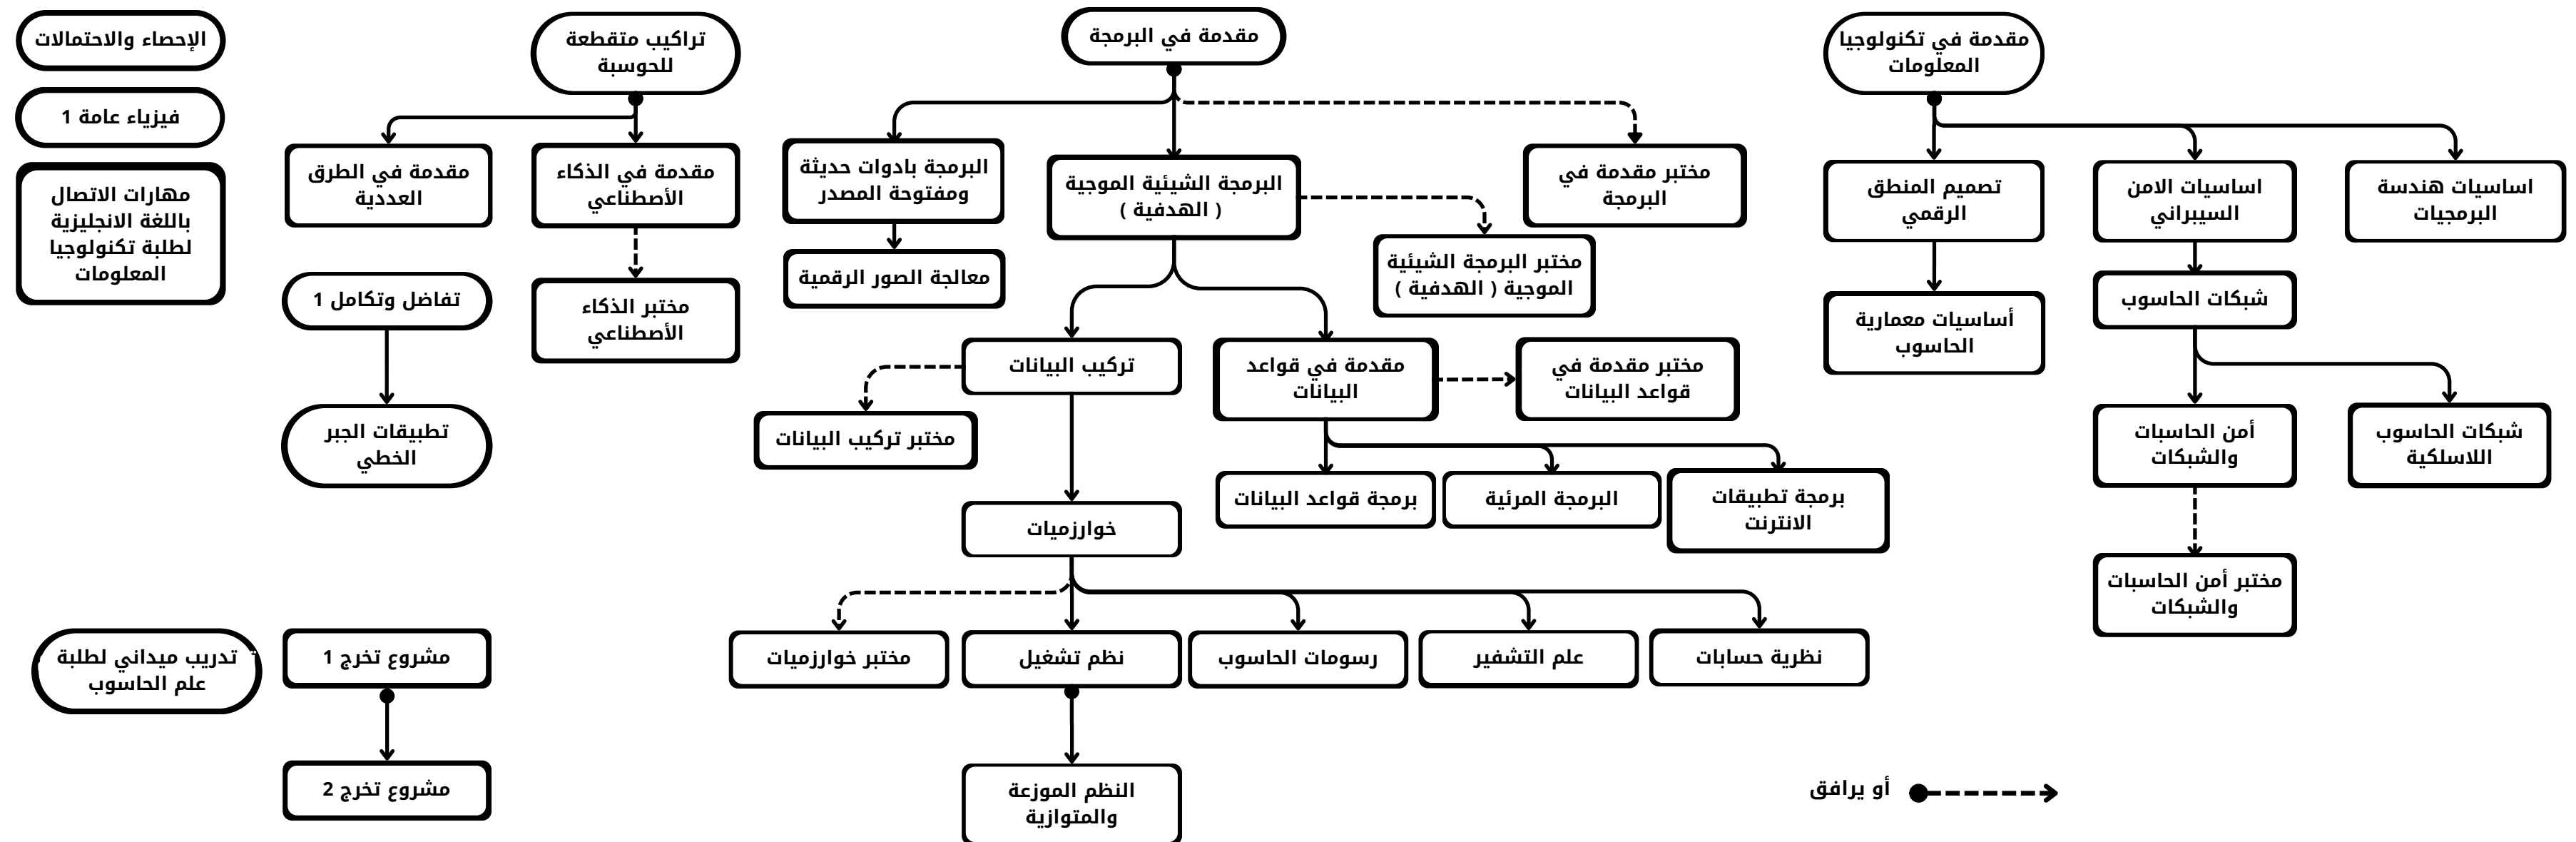 مقدمة في تكنولوجيا
المعلومات
مقدمة في البرمجة
تراكيب متقطعة
للحوسبة
الإحصاء والاحتمالات
فيزياء عامة 1
مهارات الاتصال
باللغة الانجليزية
لطلبة تكنولوجيا
المعلومات
اساسيات هندسة
البرمجيات
اساسيات الامن
السيبراني
تصميم المنطق
الرقمي
مختبر مقدمة في
البرمجة
البرمجة الشيئية الموجية
( الهدفية )
البرمجة بادوات حديثة
ومفتوحة المصدر
مقدمة في الذكاء
الأصطناعي
مقدمة في الطرق
العددية
شبكات الحاسوب
أساسيات معمارية
الحاسوب
مختبر البرمجة الشيئية
الموجية ( الهدفية )
معالجة الصور الرقمية
مختبر الذكاء
الأصطناعي
تفاضل وتكامل 1
مختبر مقدمة في
قواعد البيانات
مقدمة في قواعد
البيانات
تركيب البيانات
مختبر تركيب البيانات
شبكات الحاسوب
اللاسلكية
أمن الحاسبات
والشبكات
تطبيقات الجبر
الخطي
برمجة تطبيقات
الانترنت
البرمجة المرئية
برمجة قواعد البيانات
خوارزميات
مختبر أمن الحاسبات
والشبكات
نظرية حسابات
علم التشفير
رسومات الحاسوب
نظم تشغيل
مختبر خوارزميات
مشروع تخرج 1
تدريب ميداني لطلبة
علم الحاسوب
أو يرافق
النظم الموزعة
والمتوازية
مشروع تخرج 2